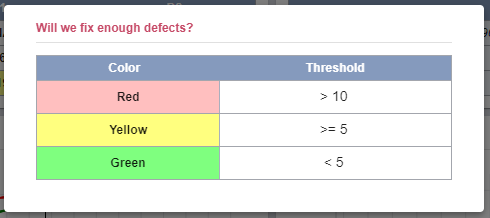 Will we fix enough defects?
Color Threshold
Red > 10
Yellow >= 5
Green < 5